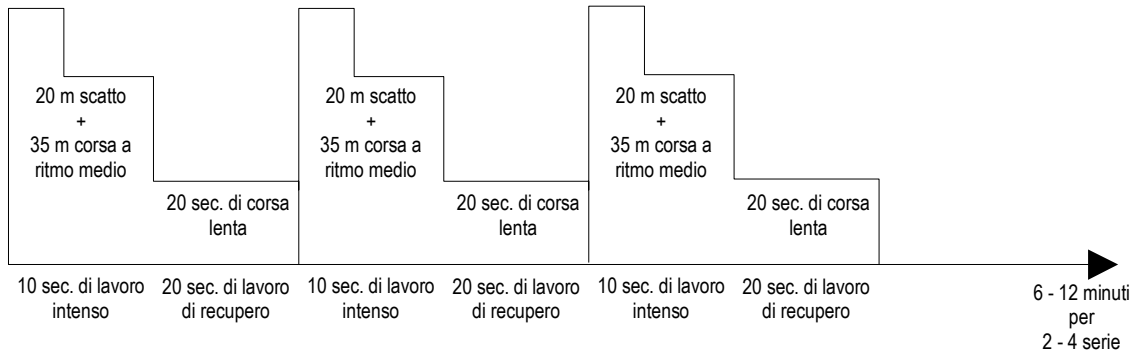 20 m scatto
+
35 m corsa a
ritmo medio
20 sec. di corsa
lenta
20 m scatto
+
35 m corsa a
ritmo medio
20 sec. di corsa
lenta
20 m scatto
+
35 m corsa a
ritmo medio
20 sec. di corsa
lenta
10 sec. di lavoro
intenso
20 sec. di lavoro
di recupero
10 sec. di lavoro
intenso
20 sec. di lavoro
di recupero
10 sec. di lavoro
intenso
20 sec. di lavoro
di recupero
6 - 12 minuti
per
2 - 4 serie